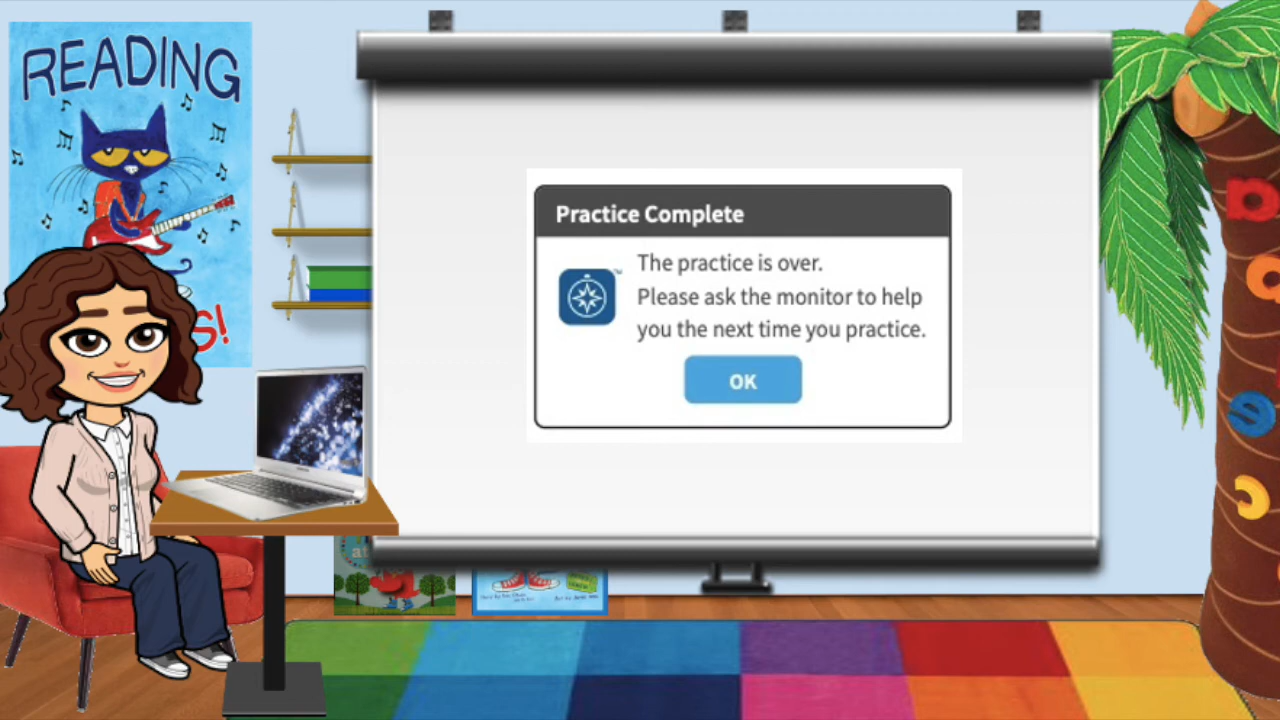 READING
S!
Practice Complete
The practice is over.
Please ask the monitor to help
you the next time you practice.
OK